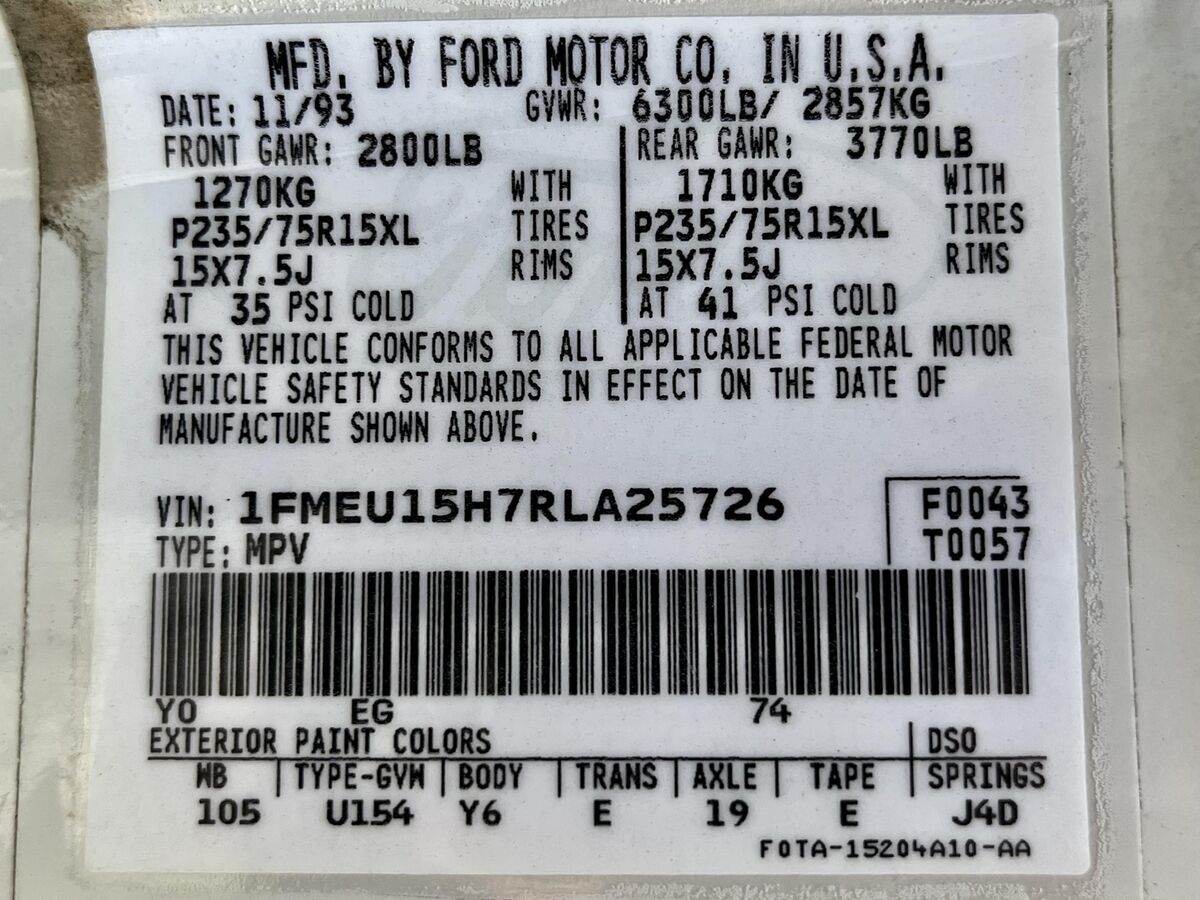 MFD. BY FORD MOTOR CO. IN U.S.A.
DATE: 11/93 GVWR: 6300LB/ 2857KG
FRONT GAWR: 2800LB REAR GAWR: 3770LB
1270KG WITH 1710KG WITH
P235/75R15XL TIRES P235/75R15XL TIRES
15X7.5J RIMS 15X7.5J RIMS
AT 35 PSI COLD AT 41 PSI COLD
THIS VEHICLE CONFORMS TO ALL APPLICABLE FEDERAL MOTOR
VEHICLE SAFETY STANDARDS IN EFFECT ON THE DATE OF
MANUFACTURE SHOWN ABOVE.
VIN: 1FMEU15H7RLA25726 F0043
TYPE: MPV T0057
YO EG 74
EXTERIOR PAINT COLORS DSO
WB TYPE-GVW BODY TRANS AXLE TAPE SPRINGS
105 U154 Y6 E 19 E J4D
F0TA-15204A10-AA